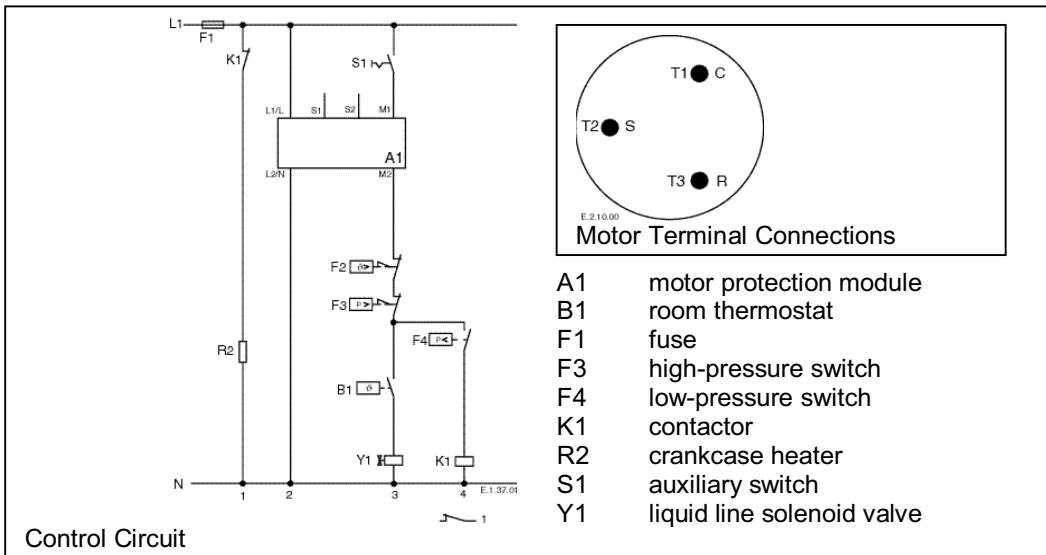 L1
F1
K1
S1
L1/L S1 S2 M1
A1
L2/N M2
F2 ϑ>
F3 P>
F4 P<
R2
B1 ϑ
Y1 K1
N
1 2 3 4
E.1.37.01
1
Control Circuit
T1 C
T2 S
T3 R
E.2.10.00
Motor Terminal Connections
A1 motor protection module
B1 room thermostat
F1 fuse
F3 high-pressure switch
F4 low-pressure switch
K1 contactor
R2 crankcase heater
S1 auxiliary switch
Y1 liquid line solenoid valve